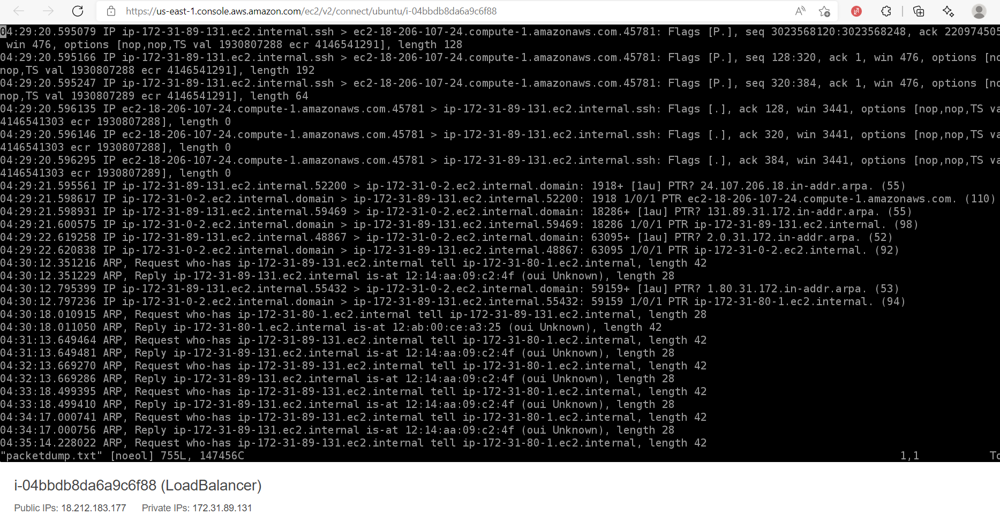 https://us-east-1.console.aws.amazon.com/ec2/v2/connect/ubuntu/i-04bbdb8da6a9c6f88
04:29:20.595079 IP ip-172-31-89-131.ec2.internal.ssh > ec2-18-206-107-24.compute-1.amazonaws.com.45781: Flags [P.], seq 3023568120:3023568248, ack 220974505
win 476, options [nop,nop,TS val 1930807288 ecr 4146541291], length 128
04:29:20.595166 IP ip-172-31-89-131.ec2.internal.ssh > ec2-18-206-107-24.compute-1.amazonaws.com.45781: Flags [P.], seq 128:320, ack 1, win 476, options [no
nop,TS val 1930807288 ecr 4146541291], length 192
04:29:20.595247 IP ip-172-31-89-131.ec2.internal.ssh > ec2-18-206-107-24.compute-1.amazonaws.com.45781: Flags [P.], seq 320:384, ack 1, win 476, options [no
nop,TS val 1930807289 ecr 4146541291], length 64
04:29:20.596135 IP ec2-18-206-107-24.compute-1.amazonaws.com.45781 > ip-172-31-89-131.ec2.internal.ssh: Flags [.], ack 128, win 3441, options [nop,nop,TS va
4146541303 ecr 1930807288], length 0
04:29:20.596146 IP ec2-18-206-107-24.compute-1.amazonaws.com.45781 > ip-172-31-89-131.ec2.internal.ssh: Flags [.], ack 320, win 3441, options [nop,nop,TS va
4146541303 ecr 1930807288], length 0
04:29:20.596295 IP ec2-18-206-107-24.compute-1.amazonaws.com.45781 > ip-172-31-89-131.ec2.internal.ssh: Flags [.], ack 384, win 3441, options [nop,nop,TS va
4146541303 ecr 1930807289], length 0
04:29:21.595561 IP ip-172-31-89-131.ec2.internal.52200 > ip-172-31-0-2.ec2.internal.domain: 1918+ [1au] PTR? 24.107.206.18.in-addr.arpa. (55)
04:29:21.598617 IP ip-172-31-0-2.ec2.internal.domain > ip-172-31-89-131.ec2.internal.52200: 1918 1/0/1 PTR ec2-18-206-107-24.compute-1.amazonaws.com. (110)
04:29:21.598931 IP ip-172-31-89-131.ec2.internal.59469 > ip-172-31-0-2.ec2.internal.domain: 18286+ [1au] PTR? 131.89.31.172.in-addr.arpa. (55)
04:29:21.600575 IP ip-172-31-0-2.ec2.internal.domain > ip-172-31-89-131.ec2.internal.59469: 18286 1/0/1 PTR ip-172-31-89-131.ec2.internal. (98)
04:29:22.619258 IP ip-172-31-89-131.ec2.internal.48867 > ip-172-31-0-2.ec2.internal.domain: 63095+ [1au] PTR? 2.0.31.172.in-addr.arpa. (52)
04:29:22.620838 IP ip-172-31-0-2.ec2.internal.domain > ip-172-31-89-131.ec2.internal.48867: 63095 1/0/1 PTR ip-172-31-0-2.ec2.internal. (92)
04:30:12.351216 ARP, Request who-has ip-172-31-89-131.ec2.internal tell ip-172-31-80-1.ec2.internal, length 42
04:30:12.351229 ARP, Reply ip-172-31-89-131.ec2.internal is-at 12:14:aa:09:c2:4f (oui Unknown), length 28
04:30:12.795399 IP ip-172-31-89-131.ec2.internal.55432 > ip-172-31-0-2.ec2.internal.domain: 59159+ [1au] PTR? 1.80.31.172.in-addr.arpa. (53)
04:30:12.797236 IP ip-172-31-0-2.ec2.internal.domain > ip-172-31-89-131.ec2.internal.55432: 59159 1/0/1 PTR ip-172-31-80-1.ec2.internal. (94)
04:30:18.010915 ARP, Request who-has ip-172-31-80-1.ec2.internal tell ip-172-31-89-131.ec2.internal, length 28
04:30:18.011050 ARP, Reply ip-172-31-80-1.ec2.internal is-at 12:ab:00:ce:a3:25 (oui Unknown), length 42
04:31:13.649464 ARP, Request who-has ip-172-31-89-131.ec2.internal tell ip-172-31-80-1.ec2.internal, length 42
04:31:13.649481 ARP, Reply ip-172-31-89-131.ec2.internal is-at 12:14:aa:09:c2:4f (oui Unknown), length 28
04:32:13.669270 ARP, Request who-has ip-172-31-89-131.ec2.internal tell ip-172-31-80-1.ec2.internal, length 42
04:32:13.669286 ARP, Reply ip-172-31-89-131.ec2.internal is-at 12:14:aa:09:c2:4f (oui Unknown), length 28
04:33:18.499395 ARP, Request who-has ip-172-31-89-131.ec2.internal tell ip-172-31-80-1.ec2.internal, length 42
04:33:18.499410 ARP, Reply ip-172-31-89-131.ec2.internal is-at 12:14:aa:09:c2:4f (oui Unknown), length 28
04:34:17.000741 ARP, Request who-has ip-172-31-89-131.ec2.internal tell ip-172-31-80-1.ec2.internal, length 42
04:34:17.000756 ARP, Reply ip-172-31-89-131.ec2.internal is-at 12:14:aa:09:c2:4f (oui Unknown), length 28
04:35:14.228022 ARP, Request who-has ip-172-31-89-131.ec2.internal tell ip-172-31-80-1.ec2.internal, length 42
"packetdump.txt" [noeol] 755L, 147456C 1,1 To
i-04bbdb8da6a9c6f88 (LoadBalancer)
Public IPs: 18.212.183.177 Private IPs: 172.31.89.131